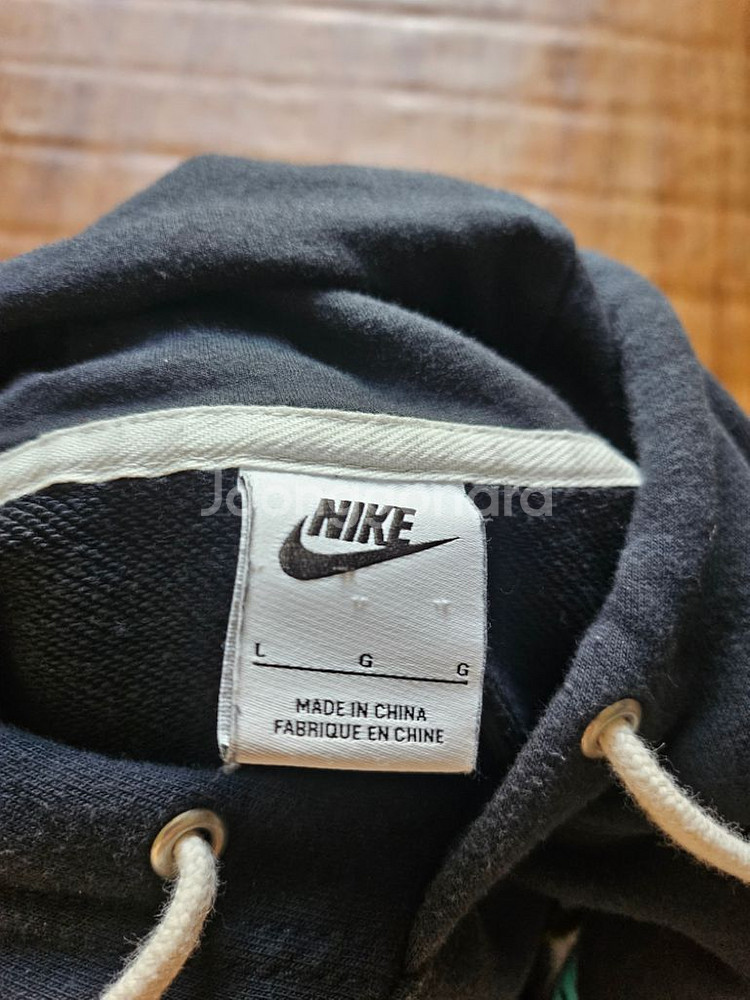 NIKE
L G G
MADE IN CHINA
FABRIQUE EN CHINE